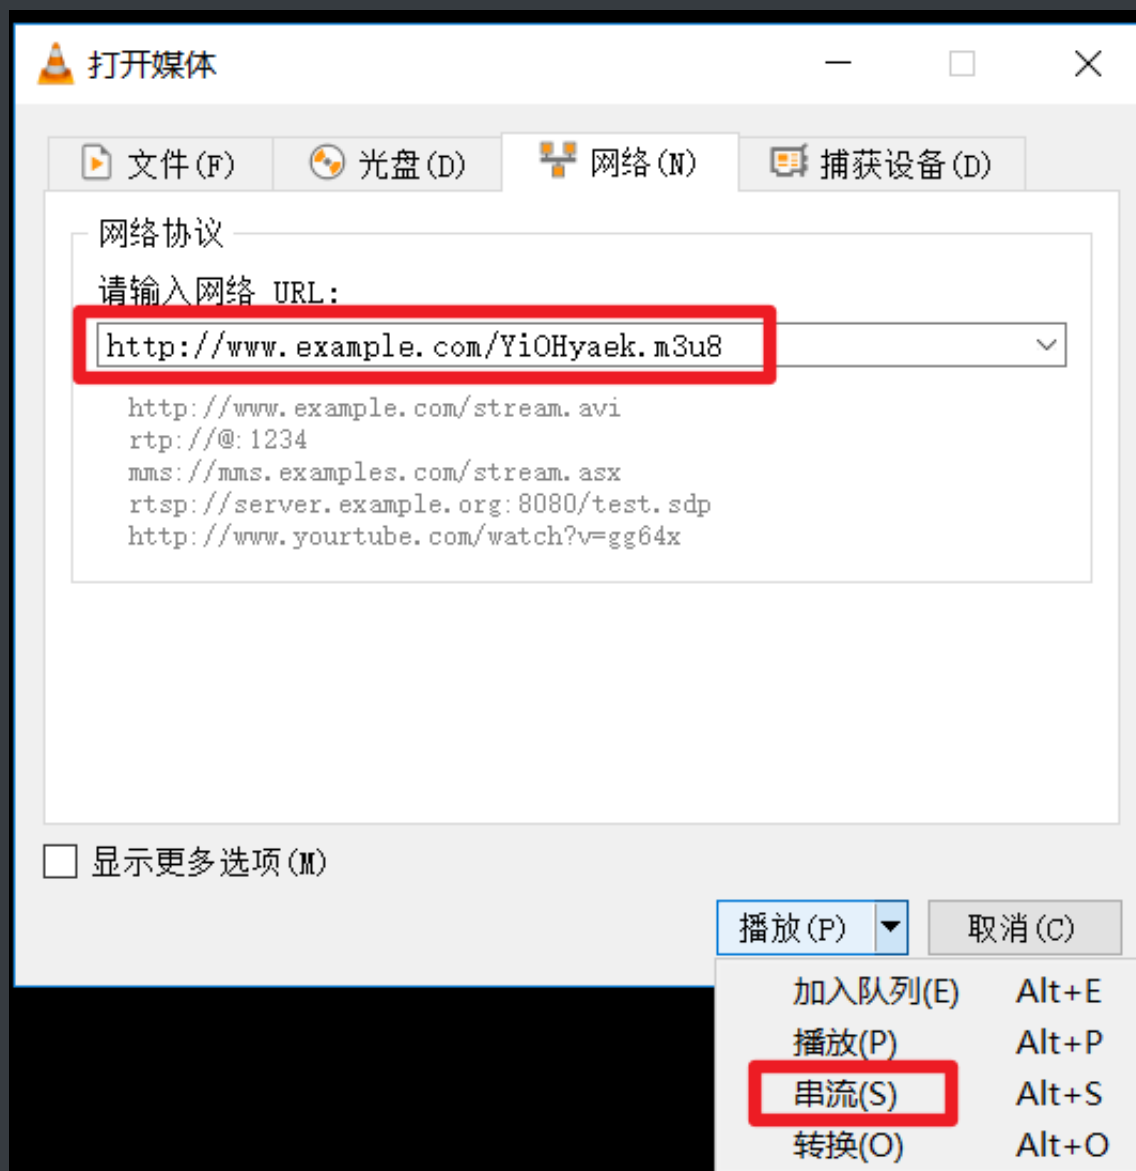 打开媒体
文件(F) 光盘(D) 网络(N) 捕获设备(D)
网络协议
请输入网络 URL:
http://www.example.com/YiOHyaek.m3u8
http://www.example.com/stream.avi
rtp://@:1234
mms://mms.examples.com/stream.asx
rtsp://server.example.org:8080/test.sdp
http://www.yourtube.com/watch?v=gg64x
显示更多选项(M)
播放(P) 取消(C)
加入队列(E) Alt+E
播放(P) Alt+P
串流(S) Alt+S
转换(O) Alt+O